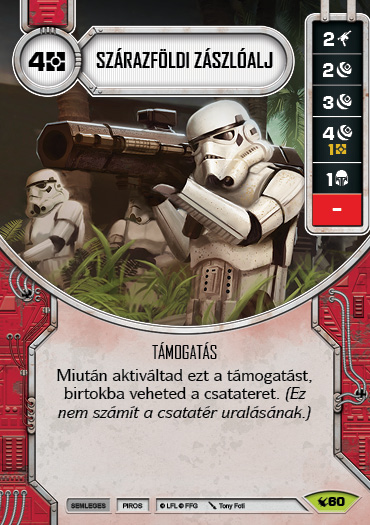 4
SZÁRAZFÖLDI ZÁSZLÓALJ
2
2
3
4
1
1
-
TÁMOGATÁS
Miután aktiváltad ezt a támogatást,
birtokba veheted a csatateret. (Ez
nem számít a csatatér uralásának.)
SEMLEGES PIROS © LFL © FFG Tony Foti
60